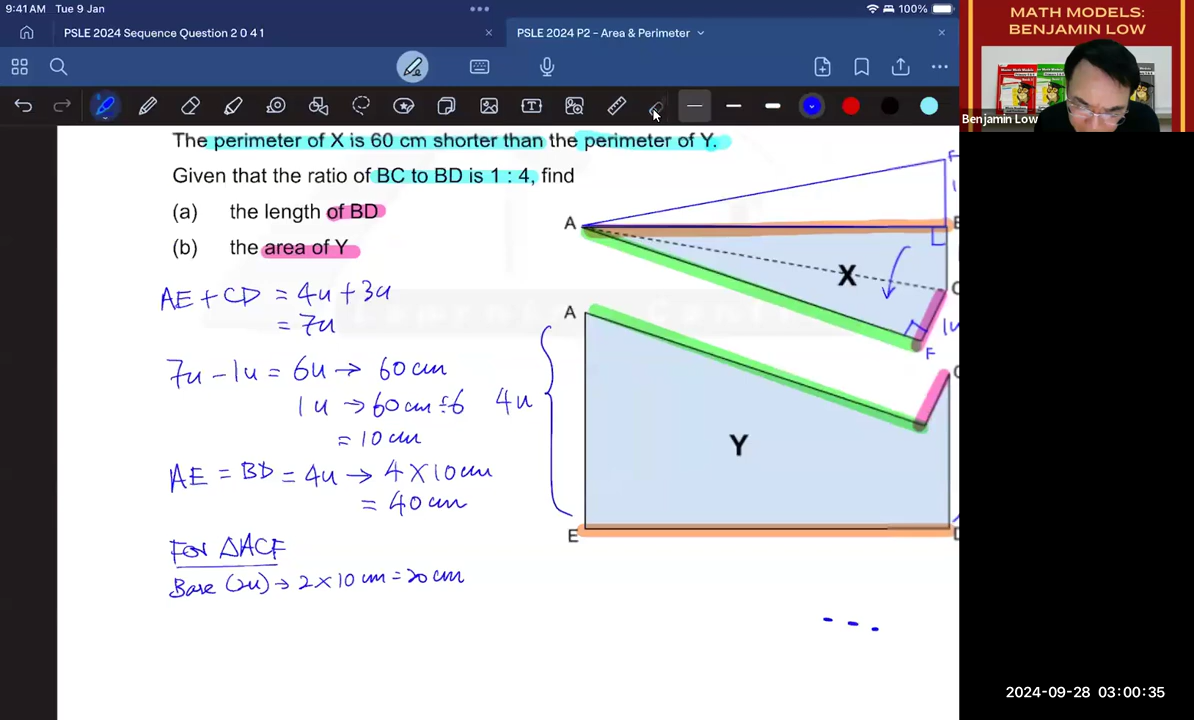 9:41 AM Tue 9 Jan
100%
PSLE 2024 Sequence Question 2 0 4 1
PSLE 2024 P2 - Area & Perimeter
MATH MODELS:
BENJAMIN LOW
Benjamin Low
The perimeter of X is 60 cm shorter than the perimeter of Y.
Given that the ratio of BC to BD is 1 : 4, find
(a) the length of BD
(b) the area of Y
AE + CD = 4u + 3u
= 7u
7u - 1u = 6u → 60 cm
1u → 60 cm ÷ 6
= 10 cm
AE = BD = 4u → 4 × 10 cm
= 40 cm
For △ACF
Base (2u) → 2 × 10 cm = 20 cm
F
A
B
X
C
1u
F
A
C
4u
Y
E
D
2024-09-28 03:00:35